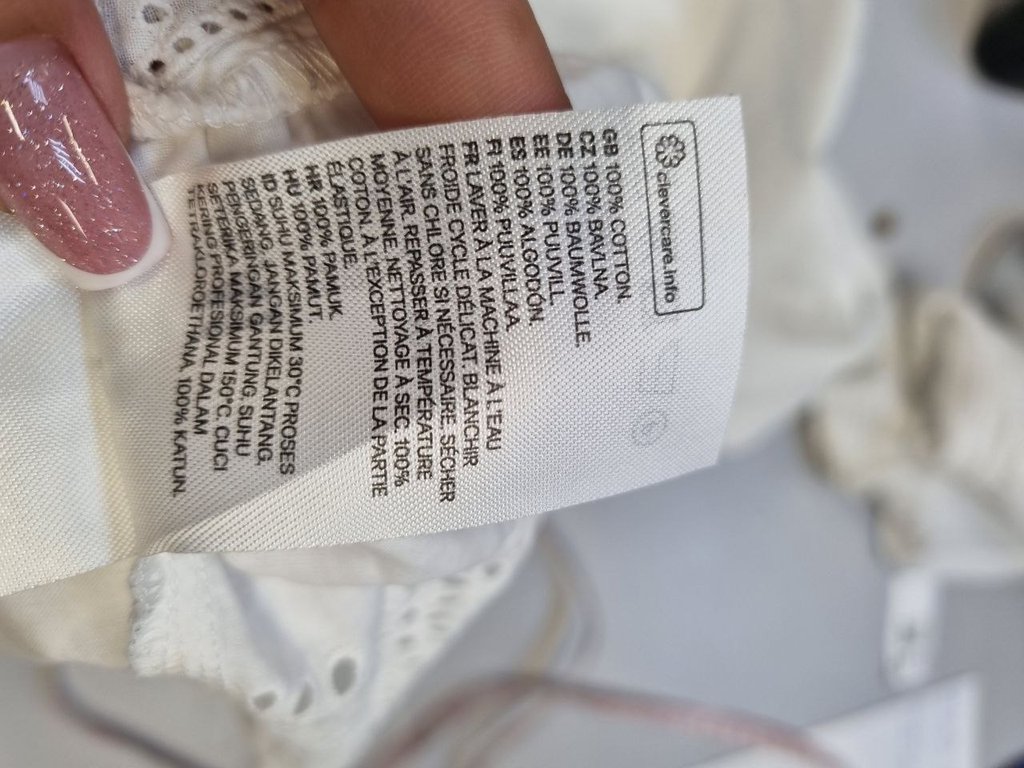 clevercare.info
GB 100% COTTON.
CZ 100% BAVLNA.
DE 100% BAUMWOLLE.
EE 100% PUUVILL.
ES 100% ALGODÓN.
FI 100% PUUVILLAA.
FR LAVER À LA MACHINE À L'EAU
FROIDE CYCLE DÉLICAT. BLANCHIR
SANS CHLORE SI NÉCESSAIRE. SÉCHER
À L'AIR. REPASSER À TEMPÉRATURE
MOYENNE. NETTOYAGE À SEC. 100%
COTON. À L'EXCEPTION DE LA PARTIE
ÉLASTIQUE.
HR 100% PAMUK.
HU 100% PAMUT.
ID SUHU MAKSIMUM 30°C PROSES
SEDANG. JANGAN DIKELANTANG.
PENGERINGAN GANTUNG. SUHU
SETERIKA MAKSIMUM 150°C. CUCI
KERING PROFESIONAL DALAM
TETRAKLOROETHANA. 100% KATUN.